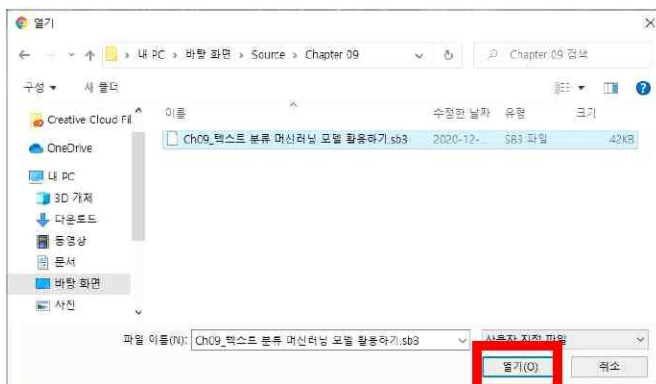 열기
내 PC > 바탕 화면 > Source > Chapter 09
Chapter 09 검색
구성 새 폴더
이름 수정한 날짜 유형 크기
Ch09_텍스트 분류 머신러닝 모델 활용하기.sb3 2020-12-... SB3 파일 42KB
Creative Cloud Fil
OneDrive
내 PC
3D 개체
다운로드
동영상
문서
바탕 화면
사진
파일 이름(N): Ch09_텍스트 분류 머신러닝 모델 활용하기.sb3 사용자 지정 파일
열기(O) 취소